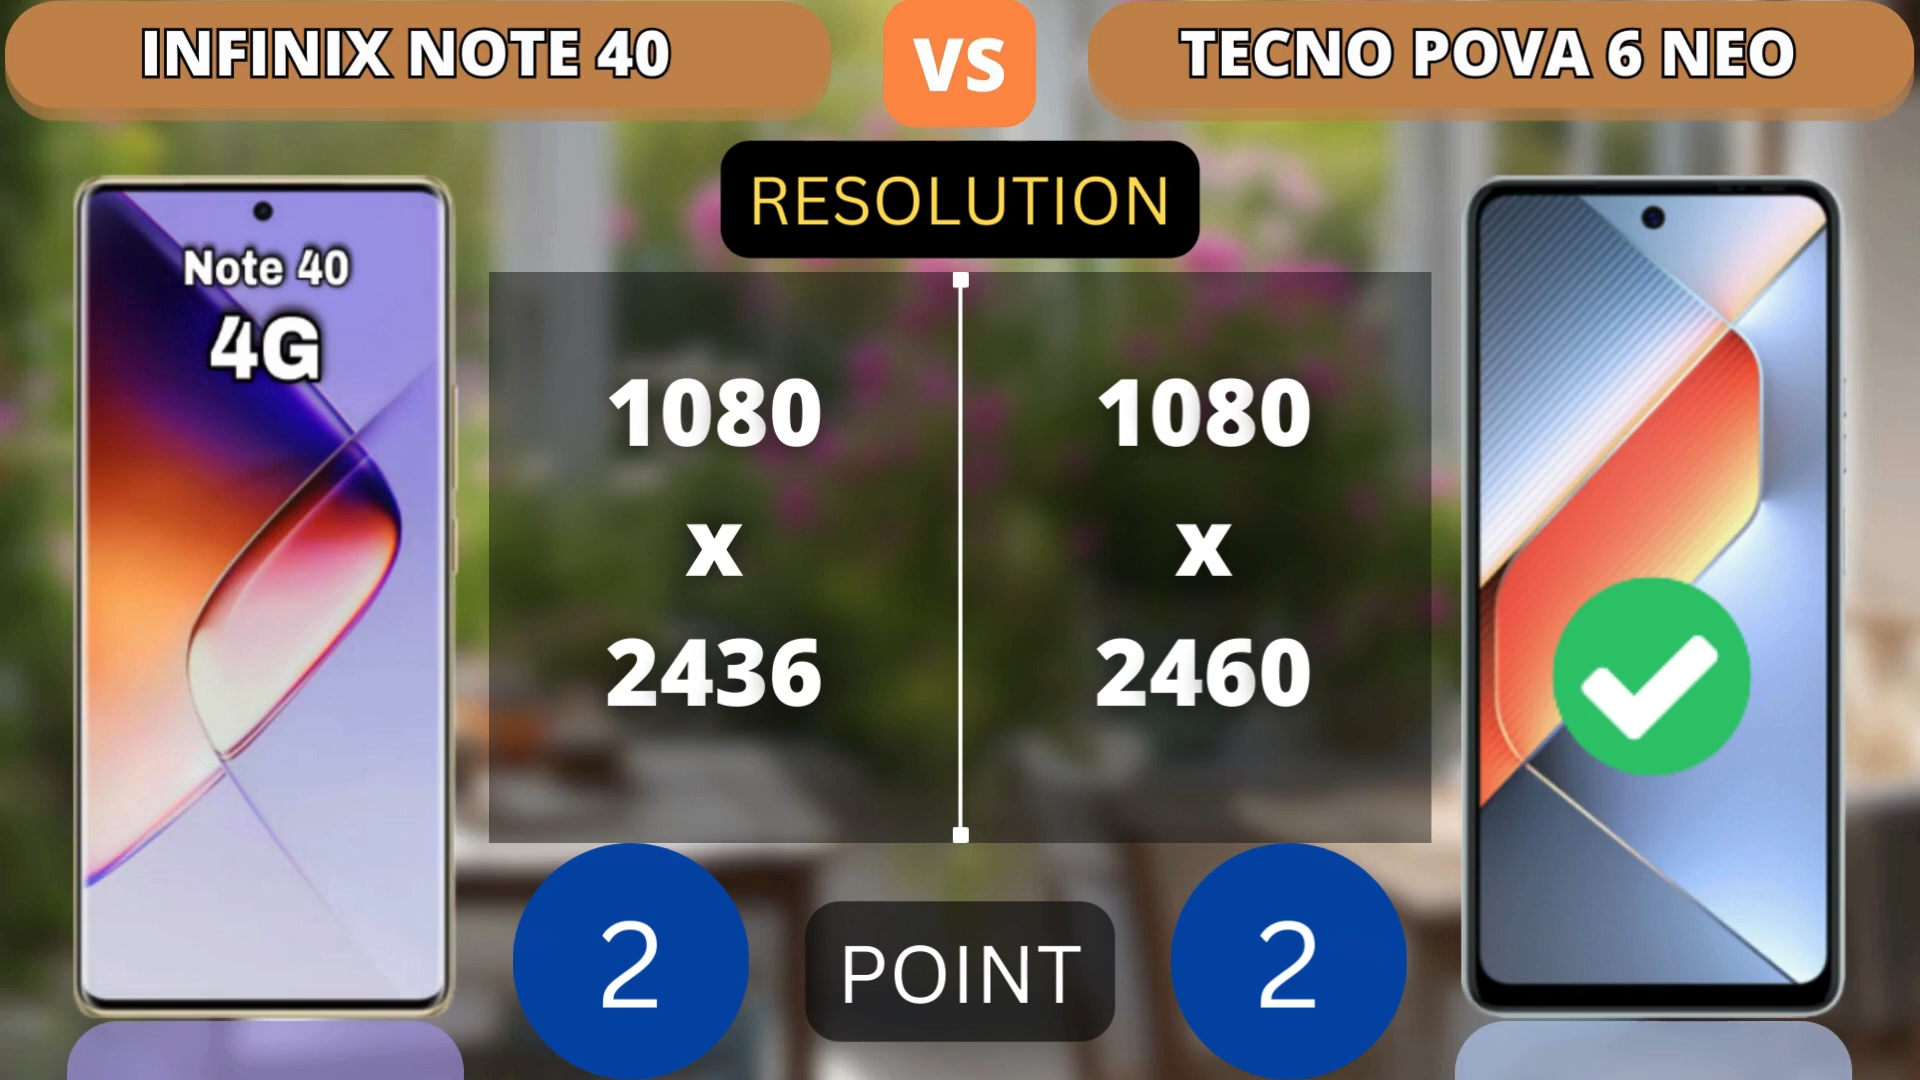 INFINIX NOTE 40
VS
TECNO POVA 6 NEO
RESOLUTION
Note 40
4G
1080
x
2436
1080
x
2460
2
POINT
2